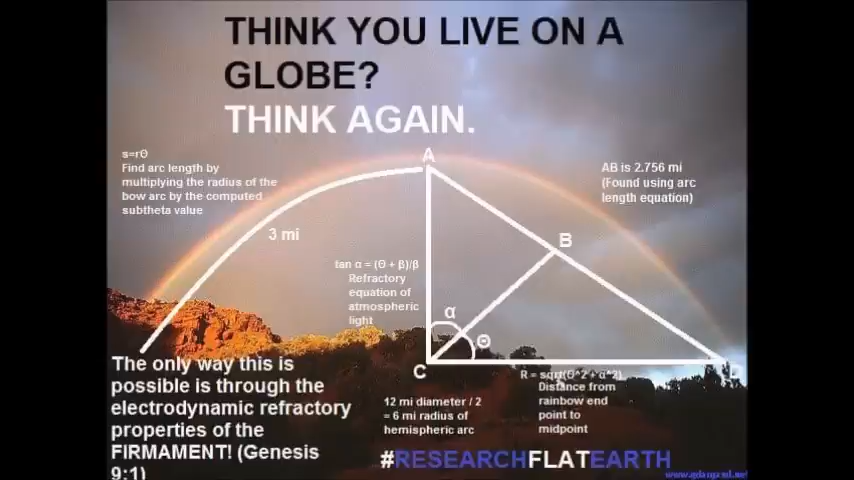 THINK YOU LIVE ON A
GLOBE?
THINK AGAIN.
s=rΘ
Find arc length by
multiplying the radius of the
bow arc by the computed
subtheta value
3 mi
A
AB is 2.756 mi
(Found using arc
length equation)
B
tan α = (Θ + β)/β
Refractory
equation of
atmospheric
light
α
Θ
C
D
The only way this is
possible is through the
electrodynamic refractory
properties of the
FIRMAMENT! (Genesis
9:1)
12 mi diameter / 2
= 6 mi radius of
hemispheric arc
R = sqrt(Θ^2 + α^2)
Distance from
rainbow end
point to
midpoint
#RESEARCHFLATEARTH